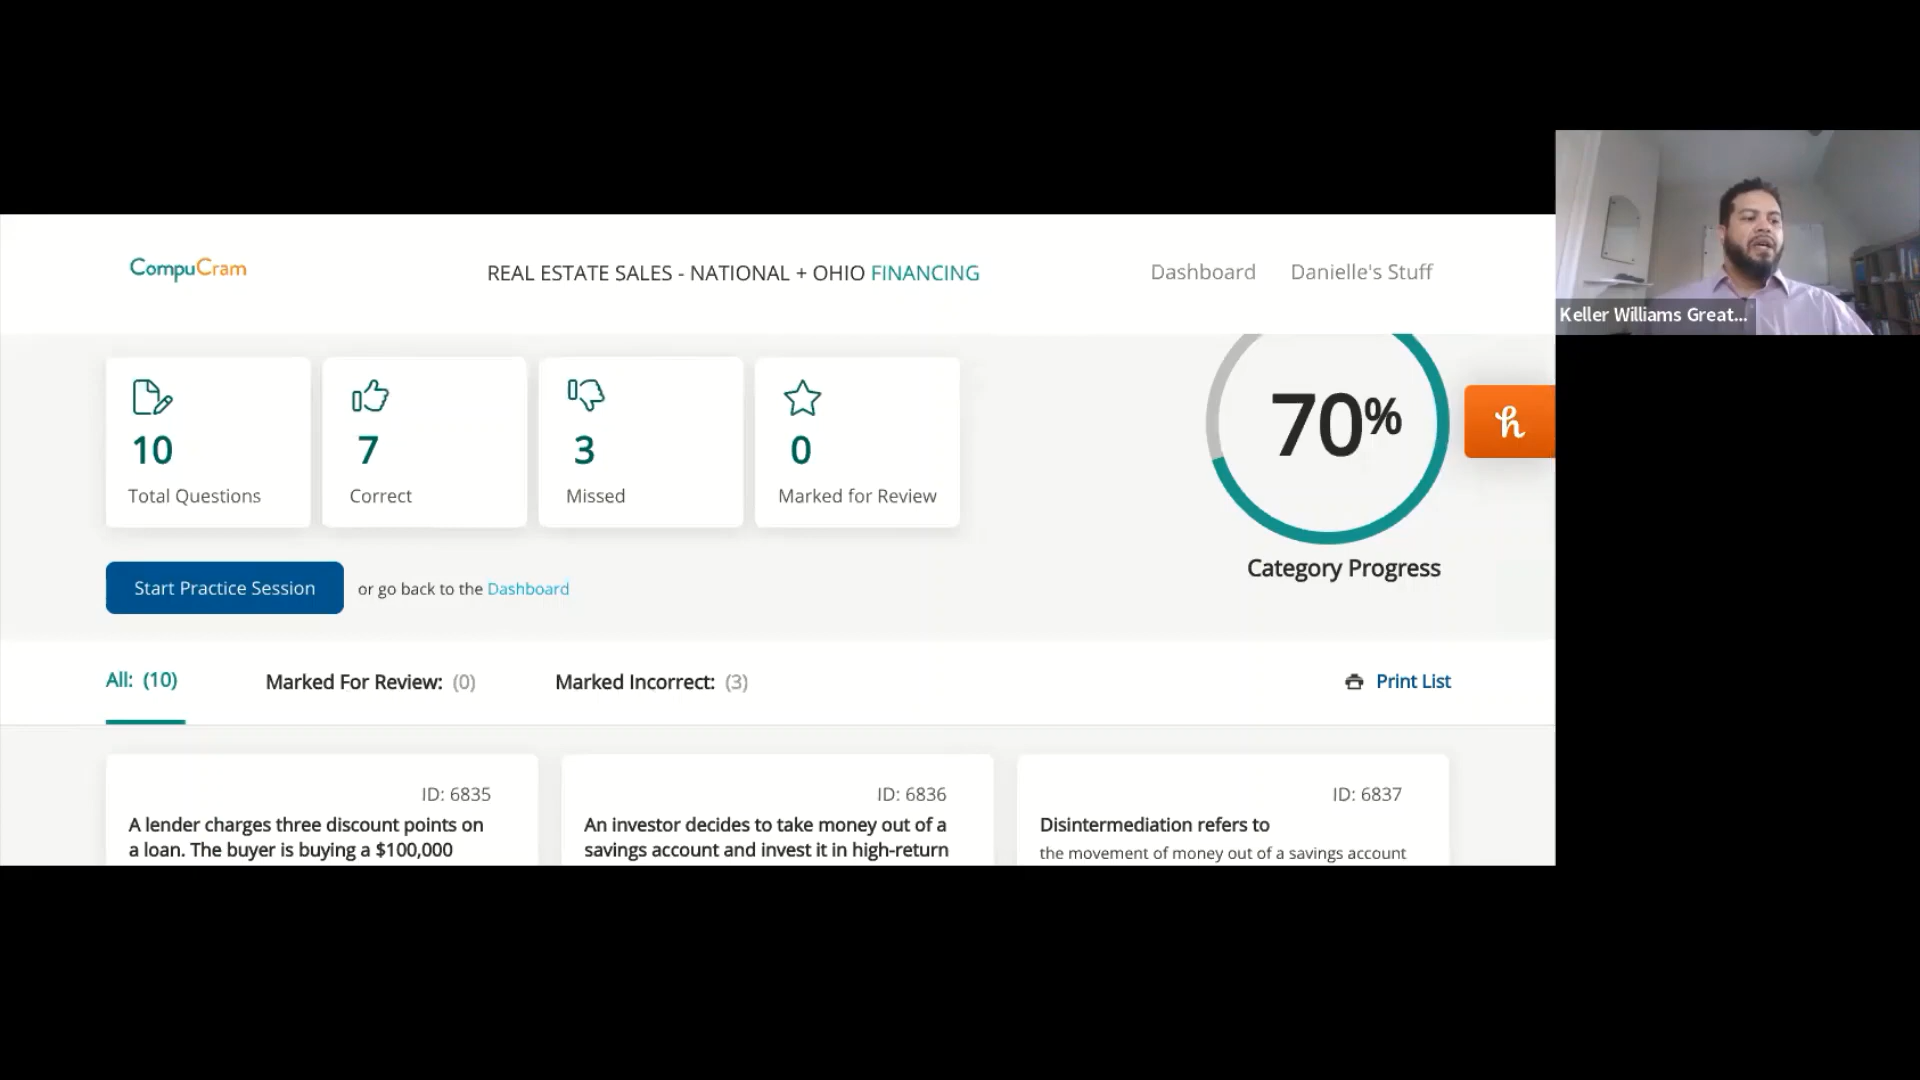 CompuCram
REAL ESTATE SALES - NATIONAL + OHIO FINANCING
Dashboard
Danielle's Stuff
Keller Williams Great...
10
Total Questions
7
Correct
3
Missed
0
Marked for Review
70%
Category Progress
h
Start Practice Session
or go back to the Dashboard
All: (10)
Marked For Review: (0)
Marked Incorrect: (3)
Print List
ID: 6835
A lender charges three discount points on
a loan. The buyer is buying a $100,000
ID: 6836
An investor decides to take money out of a
savings account and invest it in high-return
ID: 6837
Disintermediation refers to
the movement of money out of a savings account